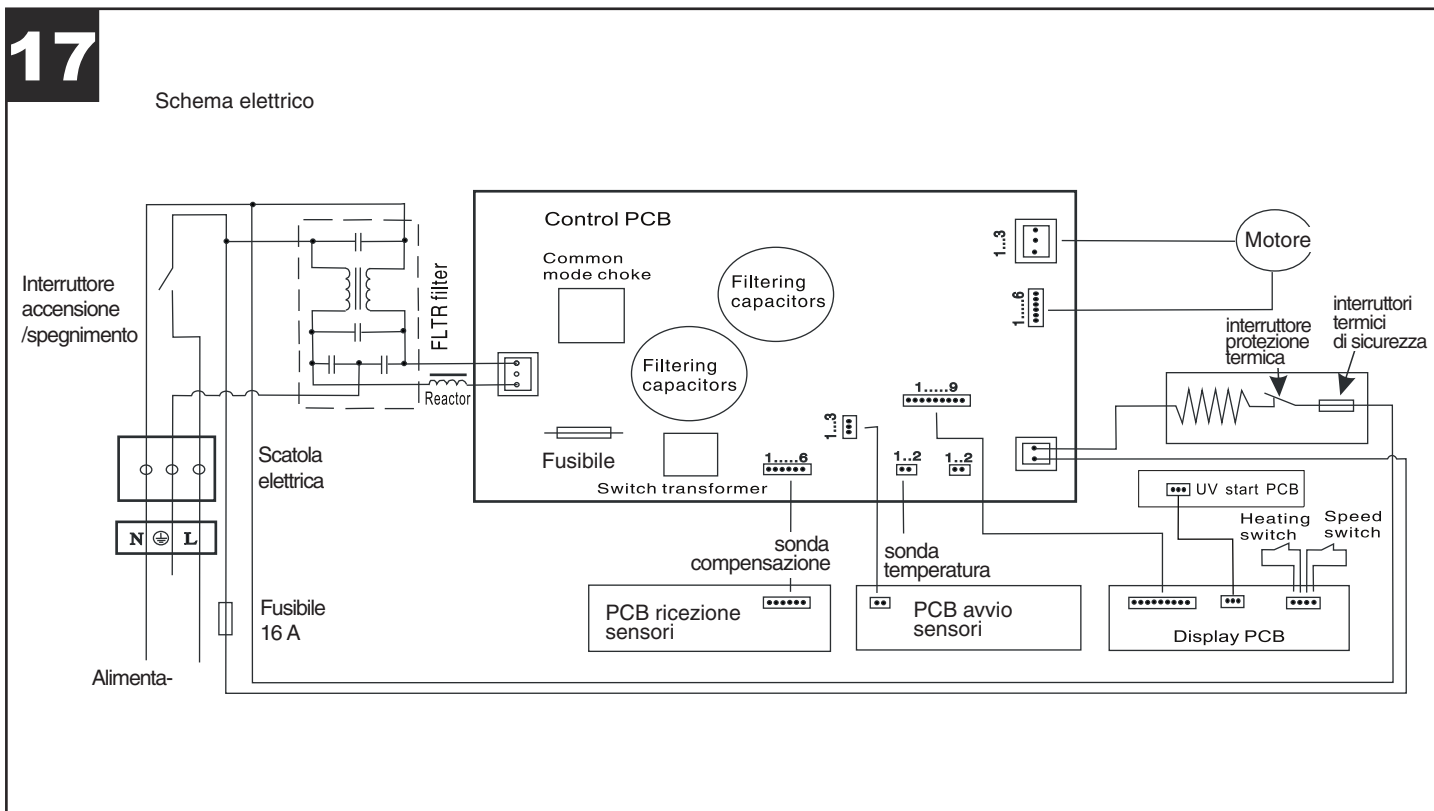 17
Schema elettrico
Interruttore
accensione
/spegnimento
FLTR filter
Reactor
Control PCB
Common
mode choke
Filtering
capacitors
Filtering
capacitors
Fusibile
Switch transformer
1.....6
1...3
1..2
1..2
1.....9
1...3
1....6
Motore
interruttore
protezione
termica
interruttori
termici
di sicurezza
Scatola
elettrica
N L
Fusibile
16 A
Alimenta-
sonda
compensazione
sonda
temperatura
PCB ricezione
sensori
PCB avvio
sensori
UV start PCB
Heating
switch
Speed
switch
Display PCB